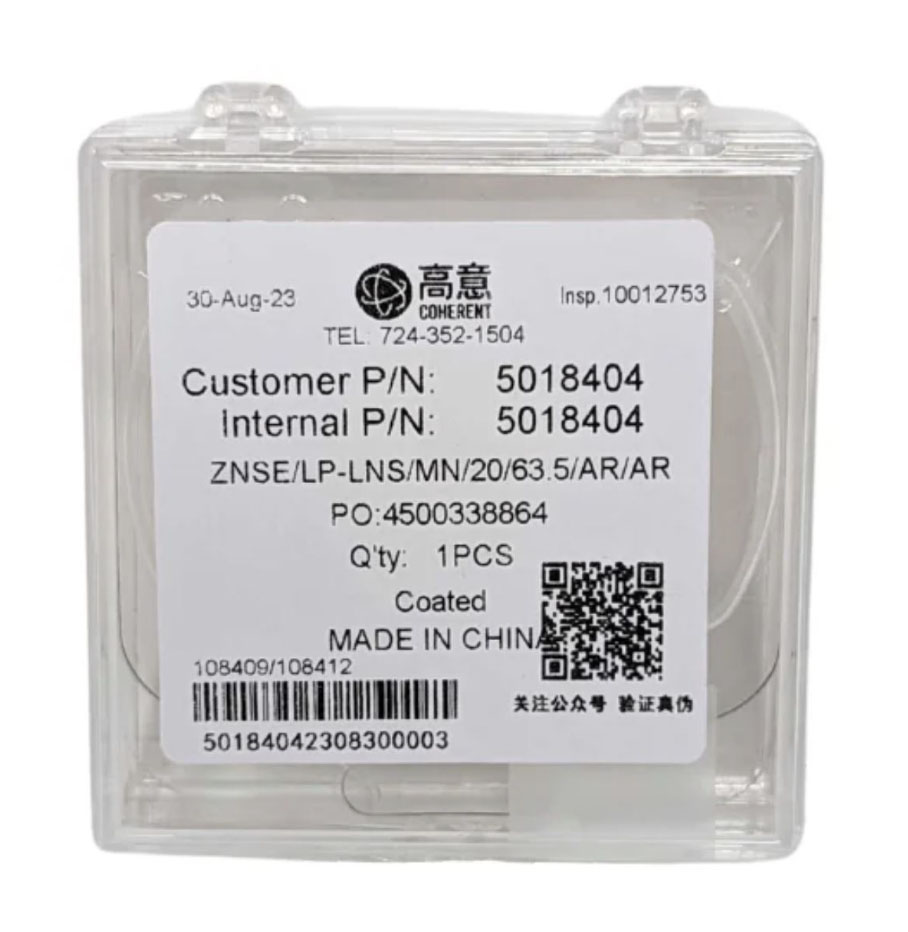 30-Aug-23
高意
COHERENT
Insp.10012753
TEL: 724-352-1504
Customer P/N: 5018404
Internal P/N: 5018404
ZNSE/LP-LNS/MN/20/63.5/AR/AR
PO:4500338864
Q'ty: 1PCS
Coated
MADE IN CHINA
108409/108412
关注公众号 验证真伪
50184042308300003